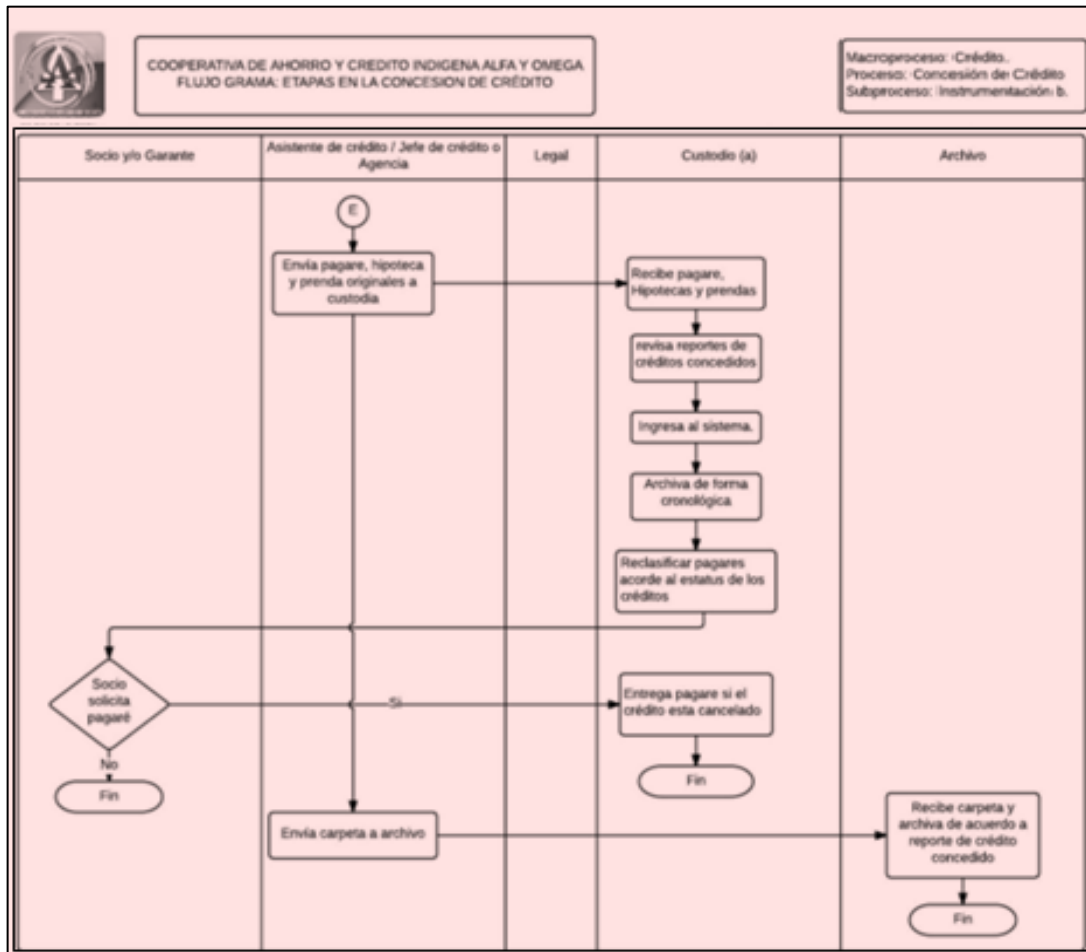 COOPERATIVA DE AHORRO Y CREDITO INDIGENA ALFA Y OMEGA
FLUJO GRAMA: ETAPAS EN LA CONCESION DE CRÉDITO
Macroproceso: Crédito.
Proceso: Concesión de Crédito
Subproceso: Instrumentación b.
Socio y/o Garante
Asistente de crédito / Jefe de crédito o
Agencia
Legal
Custodio (a)
Archivo
E
Envía pagare, hipoteca
y prenda originales a
custodia
Recibe pagare,
Hipotecas y prendas
revisa reportes de
créditos concedidos
Ingresa al sistema.
Archiva de forma
cronológica
Reclasificar pagares
acorde al estatus de los
créditos
Socio
solicita
pagaré
Si
Entrega pagare si el
crédito esta cancelado
No
Fin
Fin
Envía carpeta a archivo
Recibe carpeta y
archiva de acuerdo a
reporte de crédito
concedido
Fin